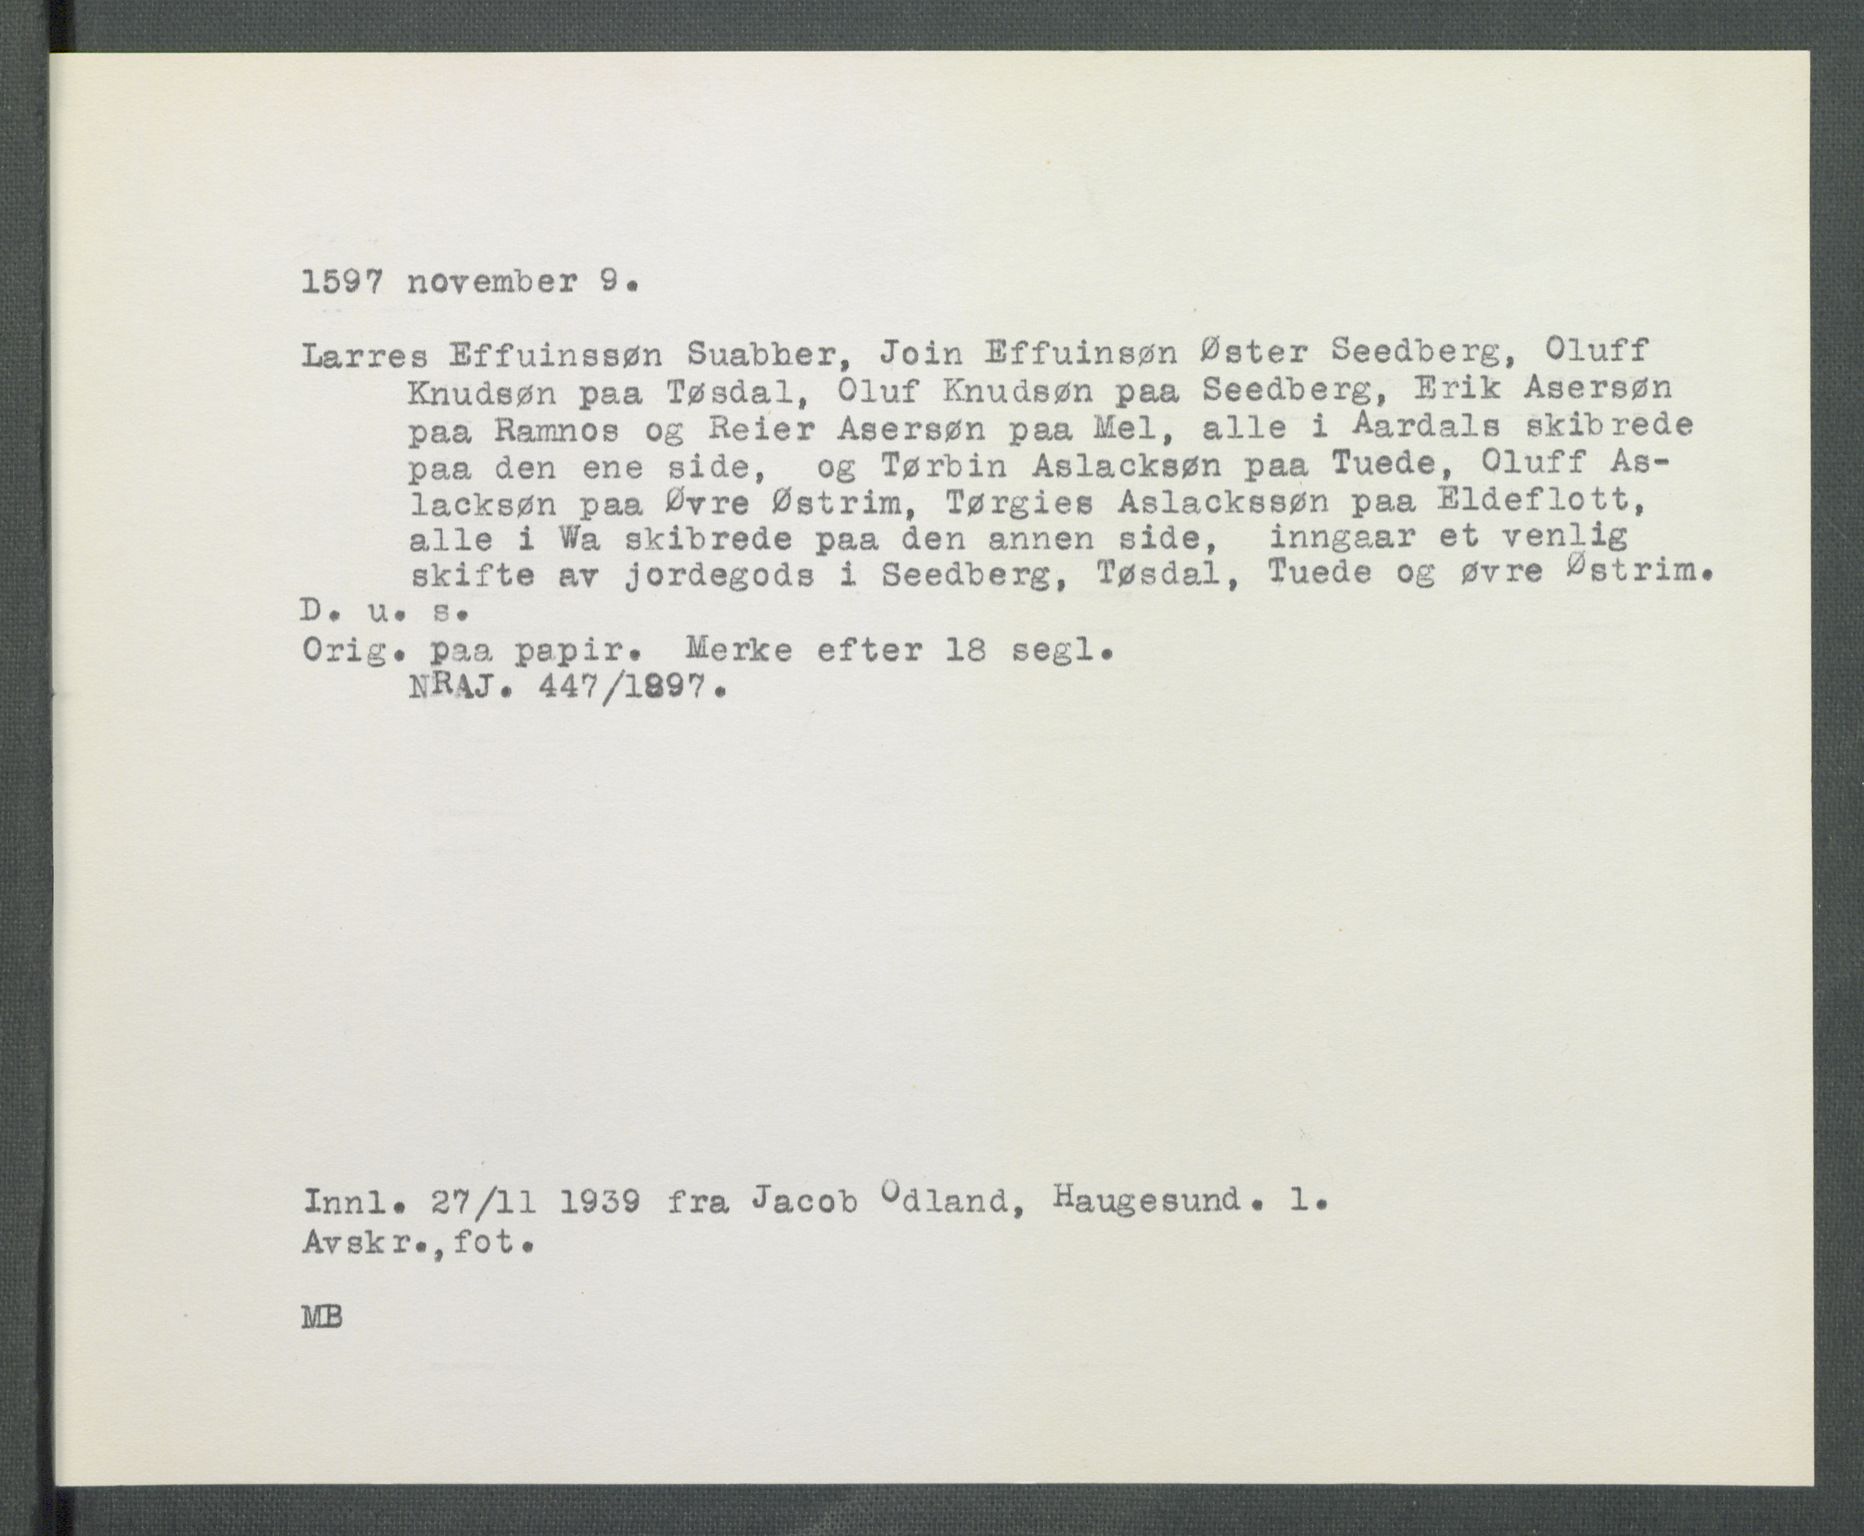 1597 november 9.
Larres Effuinssøn Suabher, Join Effuinsøn Øster Seedberg, Oluff
Knudsøn paa Tøsdal, Oluf Knudsøn paa Seedberg, Erik Asersøn
paa Ramnos og Reier Asersøn paa Mel, alle i Aardals skibrede
paa den ene side, og Tørbin Aslacksøn paa Tuede, Oluff As-
lacksøn paa Øvre Østrim, Tørgies Aslackssøn paa Eldeflott,
alle i Wa skibrede paa den annen side, inngaar et venlig
skifte av jordegods i Seedberg, Tøsdal, Tuede og øvre Østrim.
D. u. s.
Orig. paa papir. Merke efter 18 segl.
NRAJ. 447/1897.
Innl. 27/11 1939 fra Jacob Odland, Haugesund. 1.
Avskr.,fot.
MB